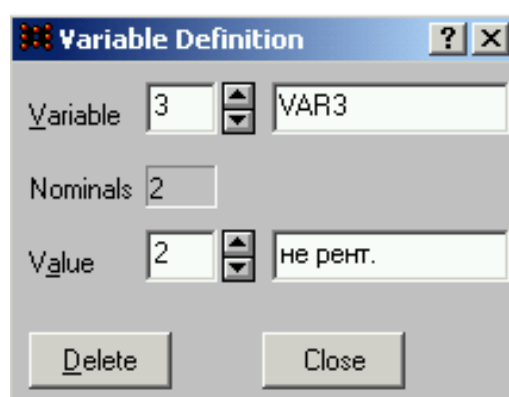 Variable Definition ? ×
Variable 3 VAR3
Nominals 2
Value 2 не рент.
Delete Close